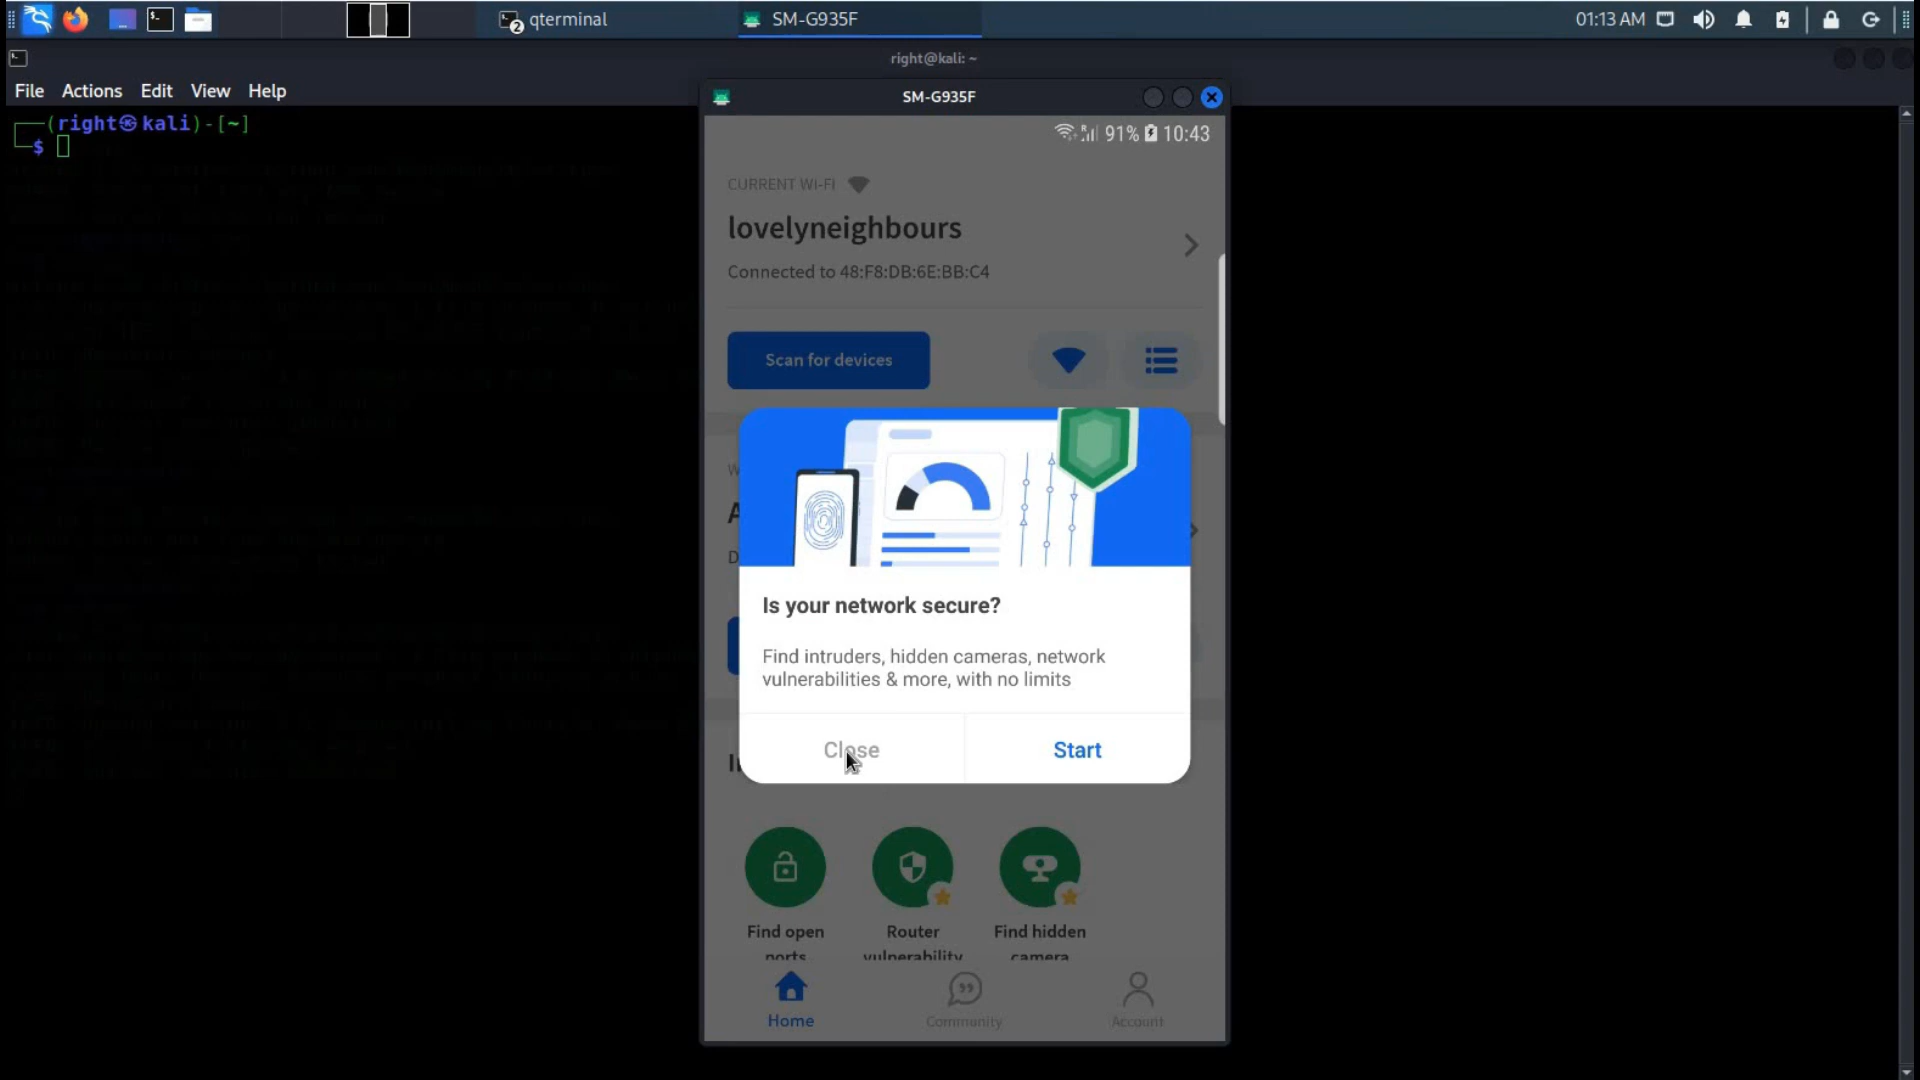 qterminal
SM-G935F
01:13 AM
right@kali: ~
File Actions Edit View Help
(right㉿kali)-[~]
$
SM-G935F
91% 10:43
CURRENT WI-FI
lovelyneighbours
Connected to 48:F8:DB:6E:BB:C4
Scan for devices
Is your network secure?
Find intruders, hidden cameras, network
vulnerabilities & more, with no limits
Close
Start
Find open
ports
Router
vulnerability
Find hidden
camera
Home
Community
Account